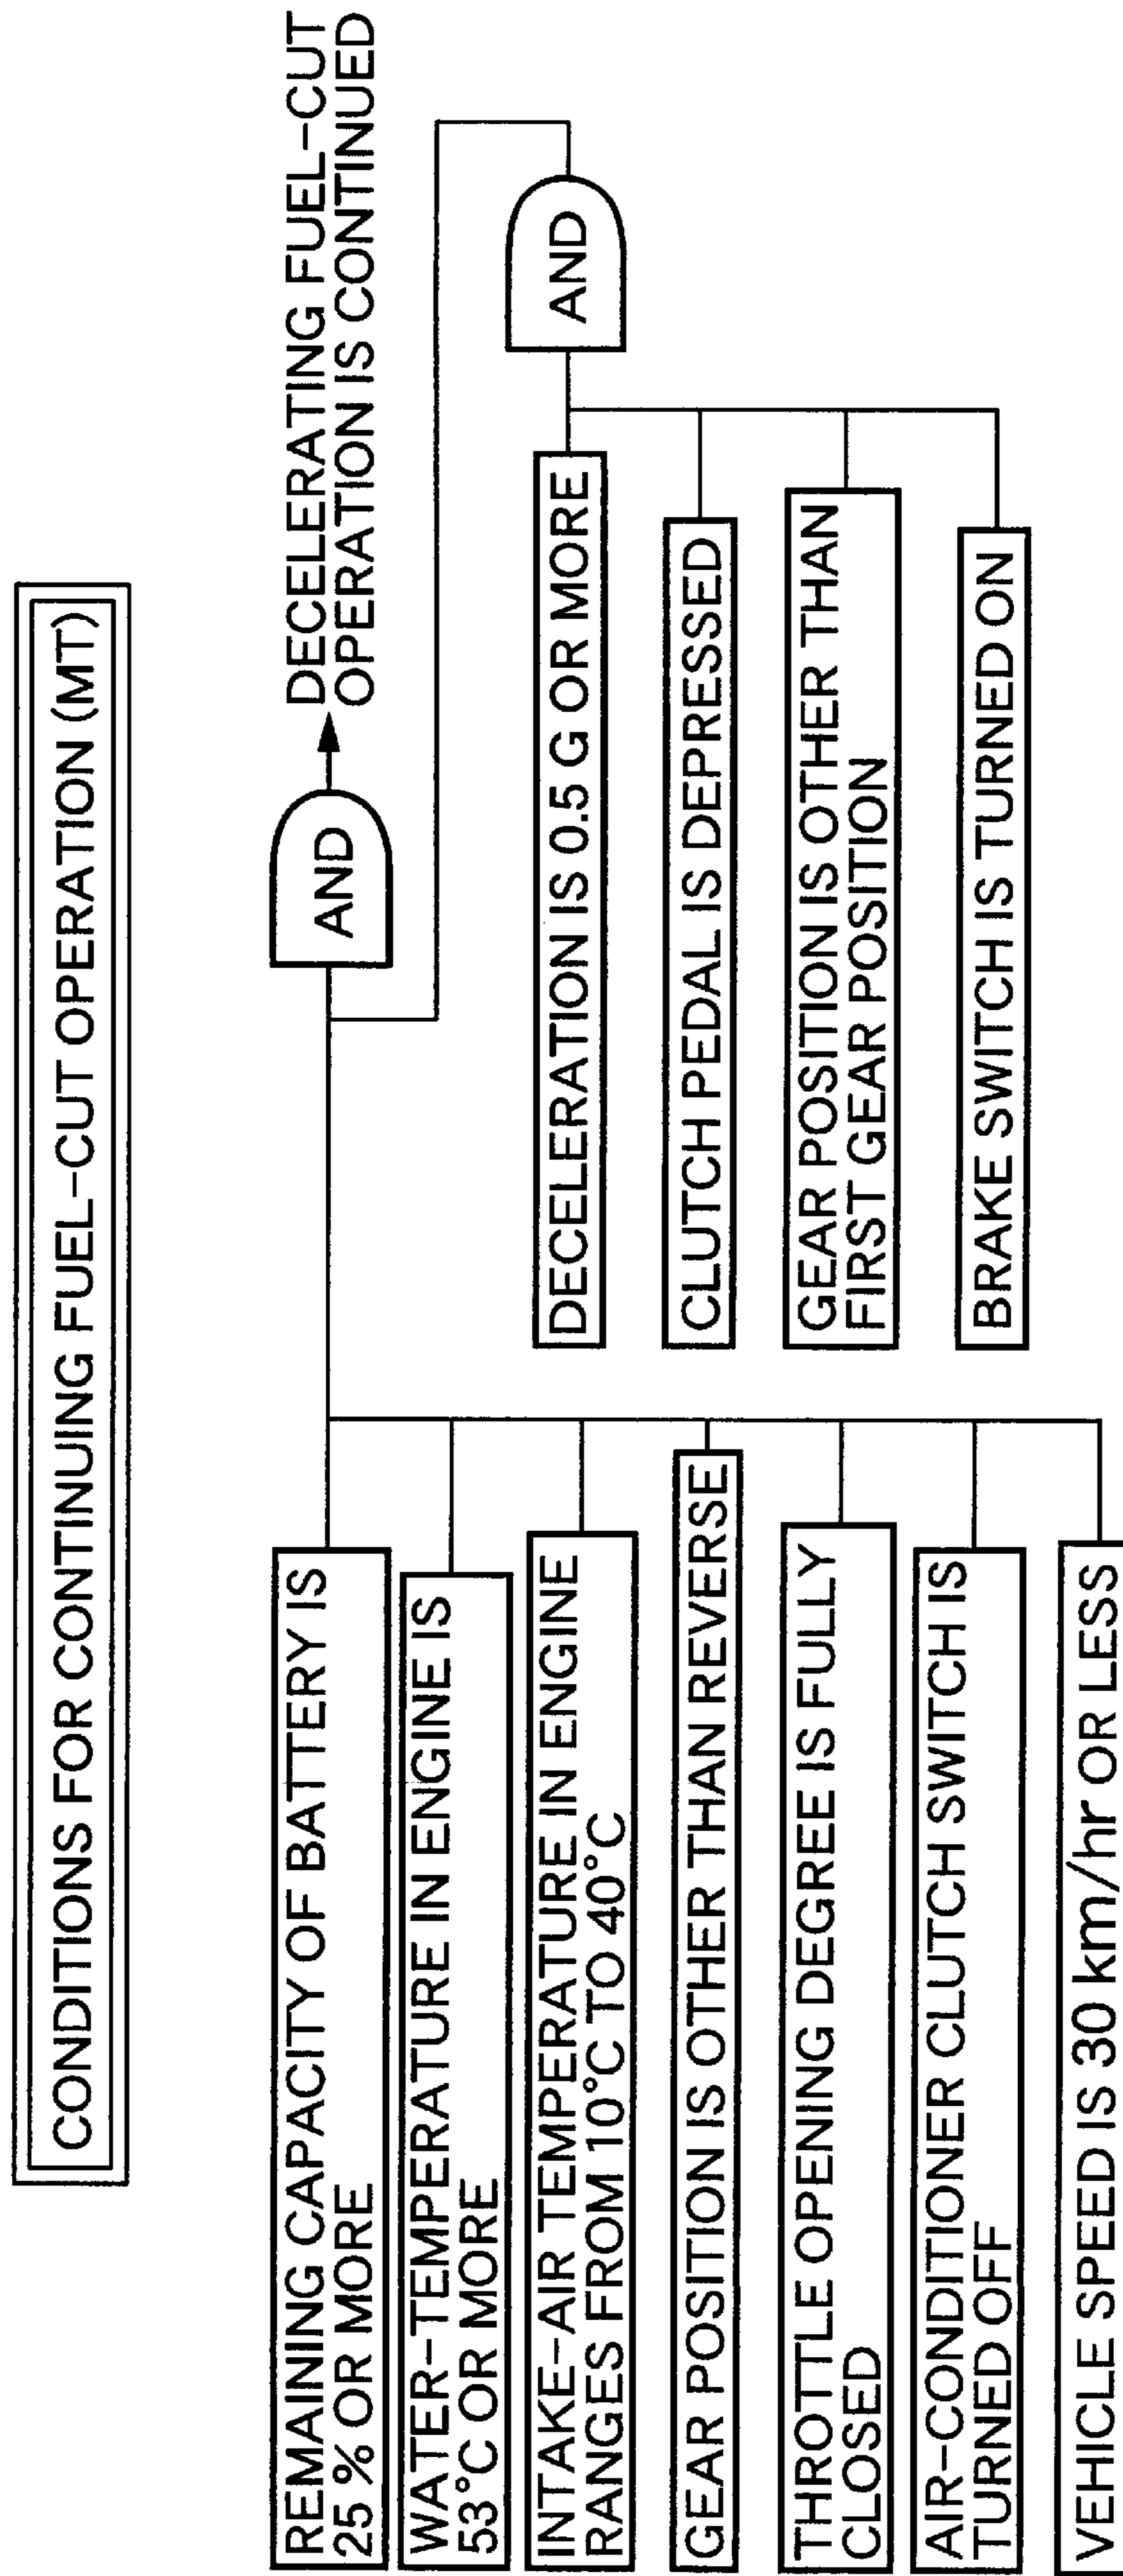 CONDITIONS FOR CONTINUING FUEL-CUT OPERATION (MT)
REMAINING CAPACITY OF BATTERY IS
25 % OR MORE
WATER-TEMPERATURE IN ENGINE IS
53°C OR MORE
INTAKE-AIR TEMPERATURE IN ENGINE
RANGES FROM 10°C TO 40°C
GEAR POSITION IS OTHER THAN REVERSE
THROTTLE OPENING DEGREE IS FULLY
CLOSED
AIR-CONDITIONER CLUTCH SWITCH IS
TURNED OFF
VEHICLE SPEED IS 30 km/hr OR LESS
AND
DECELERATING FUEL-CUT
OPERATION IS CONTINUED
DECELERATION IS 0.5 G OR MORE
CLUTCH PEDAL IS DEPRESSED
GEAR POSITION IS OTHER THAN
FIRST GEAR POSITION
BRAKE SWITCH IS TURNED ON
AND